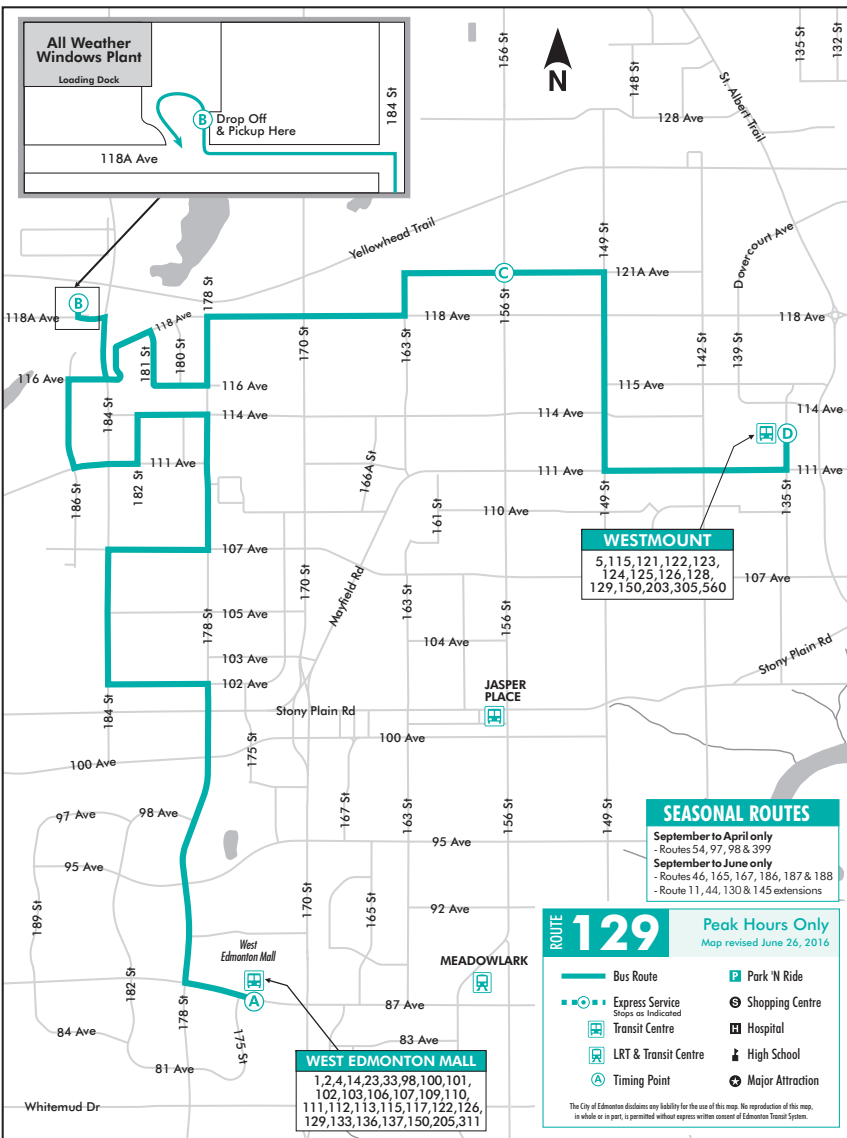 All Weather
Windows Plant
Loading Dock
B
Drop Off
& Pickup Here
184 St
118A Ave
156 St
N
148 St
135 St
132 St
St. Albert Trail
128 Ave
Yellowhead Trail
149 St
Dovercourt Ave
178 St
C
121A Ave
B
118A Ave
118 Ave
118 Ave
156 St
118 Ave
170 St
163 St
142 St
139 St
181 St
180 St
116 Ave
116 Ave
115 Ave
184 St
114 Ave
114 Ave
114 Ave
D
111 Ave
166A St
111 Ave
111 Ave
186 St
182 St
161 St
110 Ave
149 St
135 St
WESTMOUNT
5,115,121,122,123,
124,125,126,128,
129,150,203,305,560
107 Ave
107 Ave
170 St
Mayfield Rd
163 St
156 St
105 Ave
178 St
104 Ave
103 Ave
102 Ave
Stony Plain Rd
JASPER
PLACE
184 St
Stony Plain Rd
175 St
100 Ave
100 Ave
167 St
163 St
156 St
149 St
97 Ave
98 Ave
95 Ave
95 Ave
SEASONAL ROUTES
September to April only
- Routes 54, 97, 98 & 399
September to June only
- Routes 46, 165, 167, 186, 187 & 188
- Route 11, 44, 130 & 145 extensions
189 St
170 St
165 St
92 Ave
West
Edmonton Mall
MEADOWLARK
A
182 St
178 St
87 Ave
84 Ave
175 St
83 Ave
81 Ave
Whitemud Dr
WEST EDMONTON MALL
1,2,4,14,23,33,98,100,101,
102,103,106,107,109,110,
111,112,113,115,117,122,126,
129,133,136,137,150,205,311
ROUTE 129
Peak Hours Only
Map revised June 26, 2016
Bus Route
P Park 'N Ride
Express Service
Stops as Indicated
S Shopping Centre
Transit Centre
H Hospital
LRT & Transit Centre
High School
A Timing Point
Major Attraction
The City of Edmonton disclaims any liability for the use of this map. No reproduction of this map,
in whole or in part, is permitted without express written consent of Edmonton Transit System.